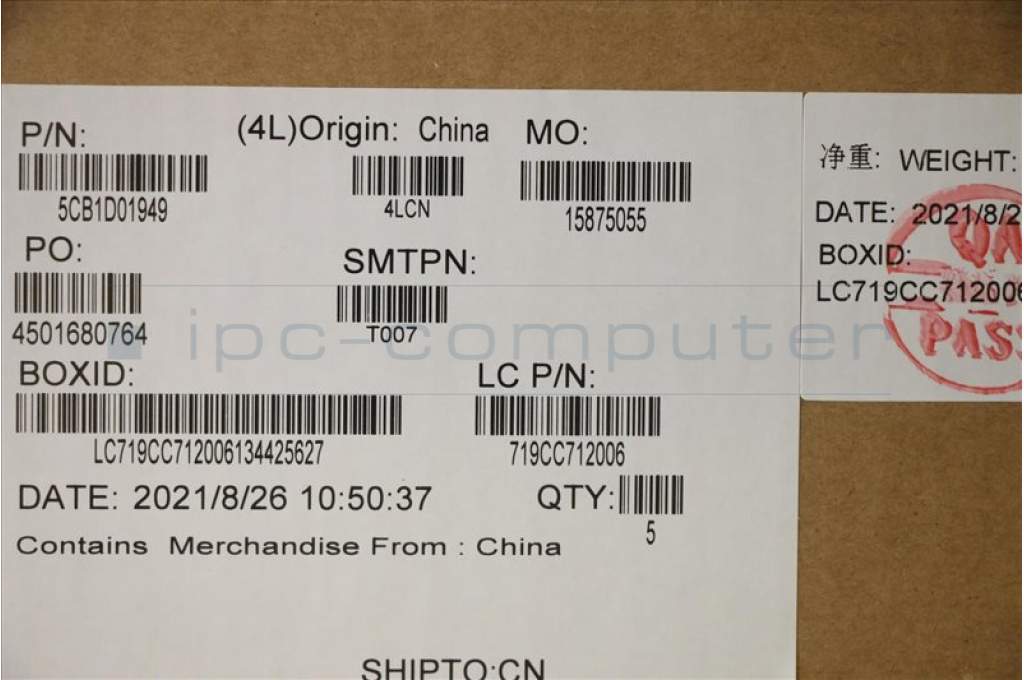 P/N:
(4L)Origin: China
MO:
5CB1D01949
4LCN
15875055
PO:
SMTPN:
4501680764
T007
BOXID:
LC P/N:
LC719CC712006134425627
719CC712006
DATE: 2021/8/26 10:50:37
QTY:
5
Contains Merchandise From : China
SHIPTO:CN
净重: WEIGHT:
DATE: 2021/8/2
BOXID:
LC719CC712006
QA
PASS
ipc-computer